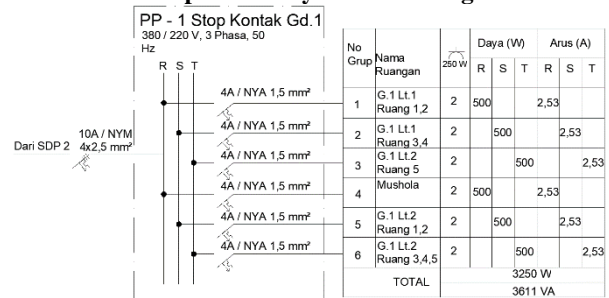 PP - 1 Stop Kontak Gd.1
380 / 220 V, 3 Phasa, 50
Hz
R S T
Dari SDP 2
10A / NYM
4x2,5 mm²
4A / NYA 1,5 mm²
4A / NYA 1,5 mm²
4A / NYA 1,5 mm²
4A / NYA 1,5 mm²
4A / NYA 1,5 mm²
4A / NYA 1,5 mm²
No Grup Nama Ruangan 250 W Daya (W) Arus (A)
R S T R S T
1 G.1 Lt.1 Ruang 1,2 2 500 2,53
2 G.1 Lt.1 Ruang 3,4 2 500 2,53
3 G.1 Lt.2 Ruang 5 2 500 2,53
4 Mushola 2 500 2,53
5 G.1 Lt.2 Ruang 1,2 2 500 2,53
6 G.1 Lt.2 Ruang 3,4,5 2 500 2,53
TOTAL 3250 W
3611 VA